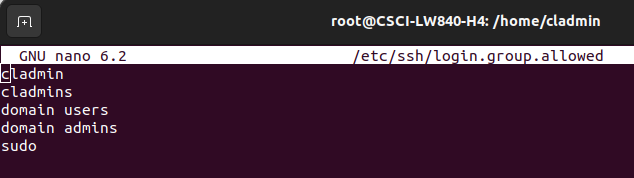 root@CSCI-LW840-H4: /home/cladmin
GNU nano 6.2 /etc/ssh/login.group.allowed
cladmin
cladmins
domain users
domain admins
sudo